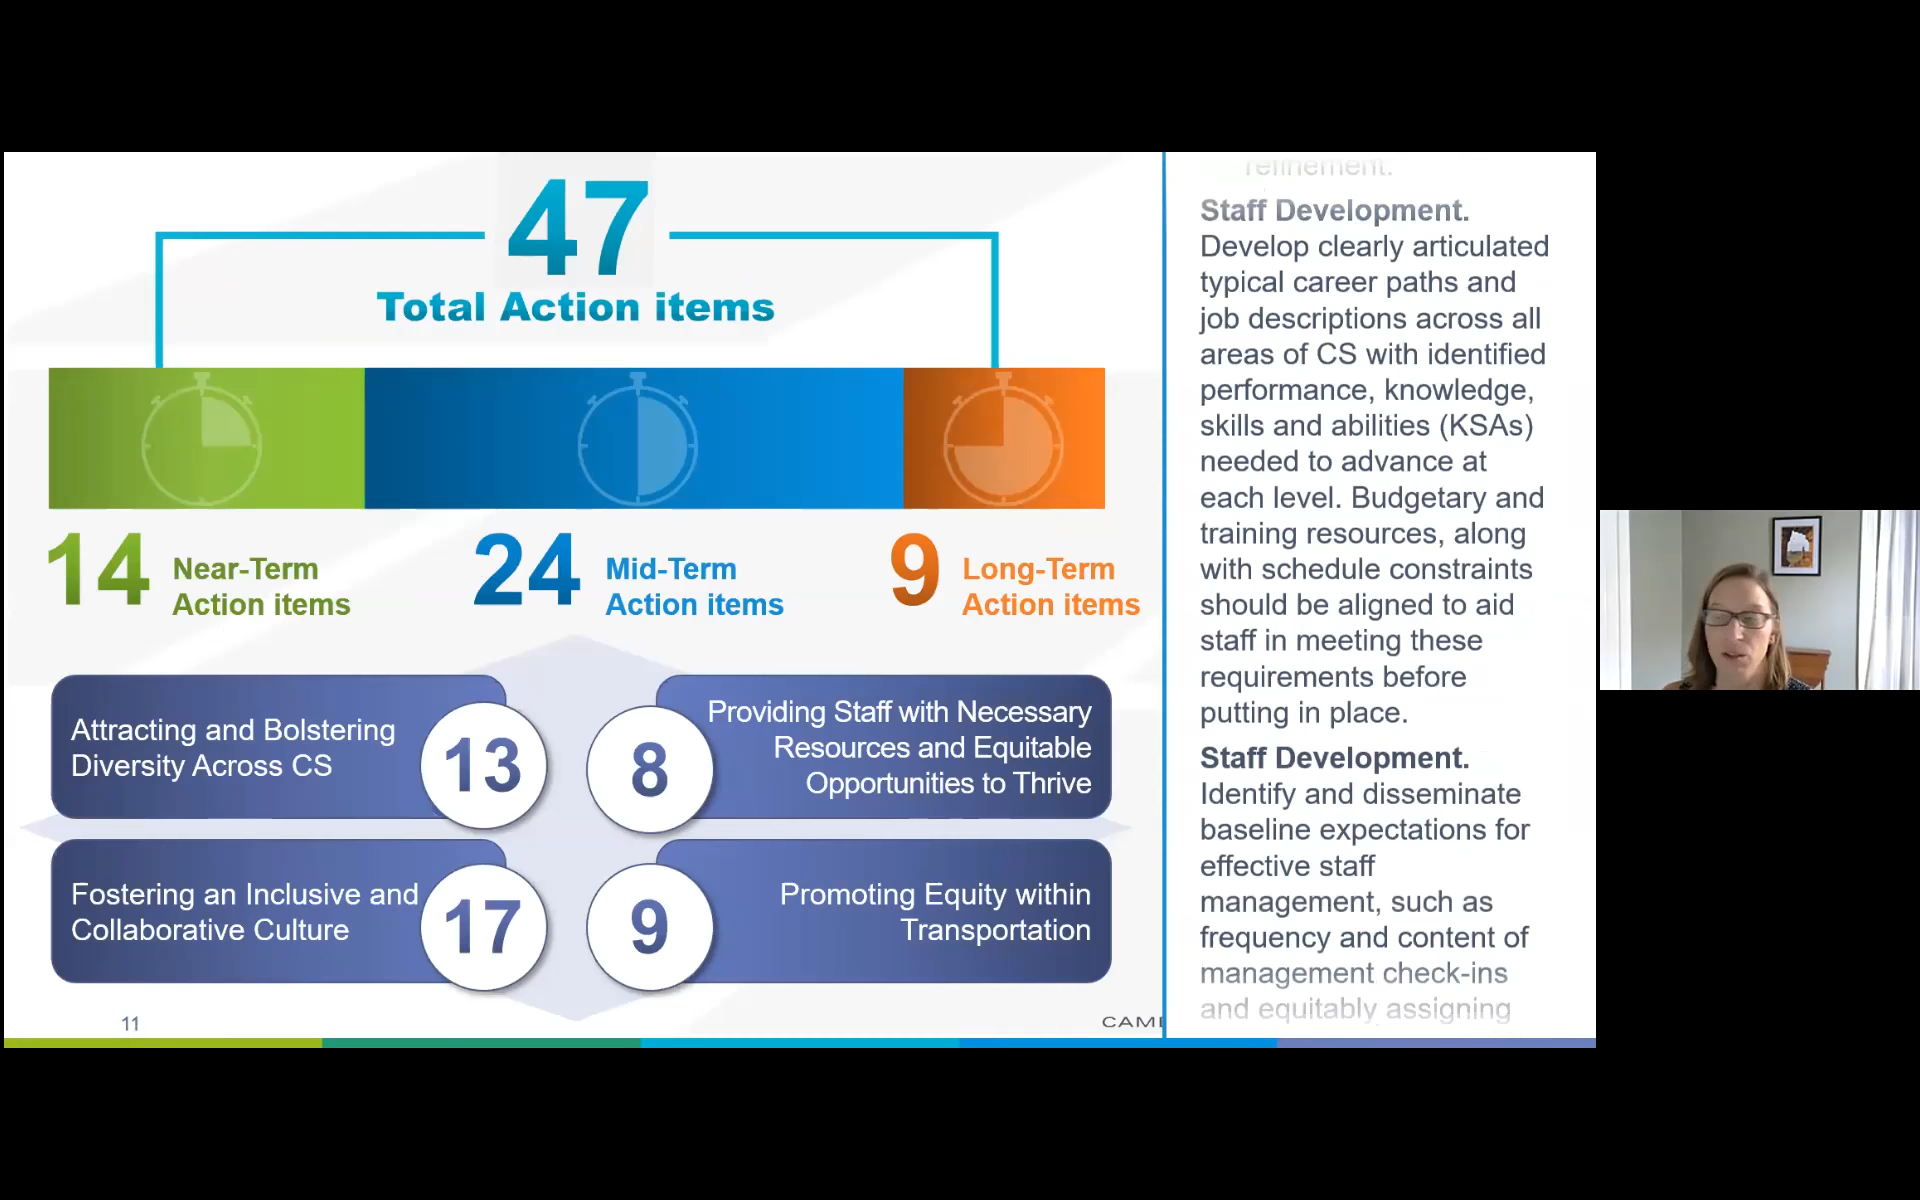 47
Total Action items
14
Near-Term
Action items
24
Mid-Term
Action items
9
Long-Term
Action items
Attracting and Bolstering
Diversity Across CS
13
8
Providing Staff with Necessary
Resources and Equitable
Opportunities to Thrive
Fostering an Inclusive and
Collaborative Culture
17
9
Promoting Equity within
Transportation
11
CAM
refinement.
Staff Development.
Develop clearly articulated
typical career paths and
job descriptions across all
areas of CS with identified
performance, knowledge,
skills and abilities (KSAs)
needed to advance at
each level. Budgetary and
training resources, along
with schedule constraints
should be aligned to aid
staff in meeting these
requirements before
putting in place.
Staff Development.
Identify and disseminate
baseline expectations for
effective staff
management, such as
frequency and content of
management check-ins
and equitably assigning